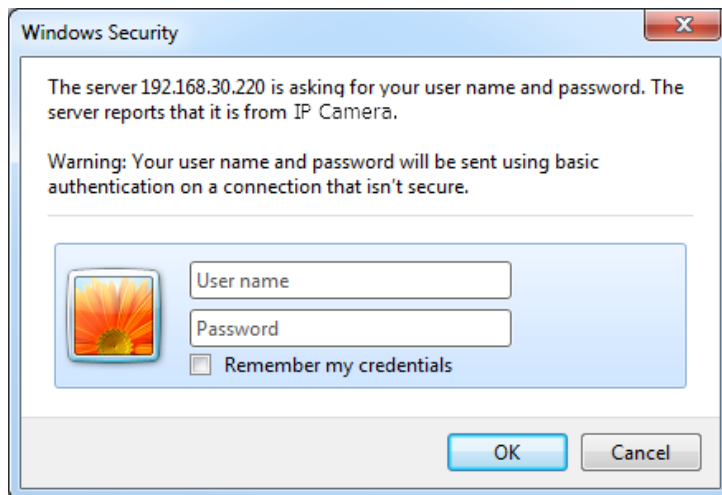 Windows Security
The server 192.168.30.220 is asking for your user name and password. The
server reports that it is from IP Camera.
Warning: Your user name and password will be sent using basic
authentication on a connection that isn't secure.
User name
Password
Remember my credentials
OK
Cancel